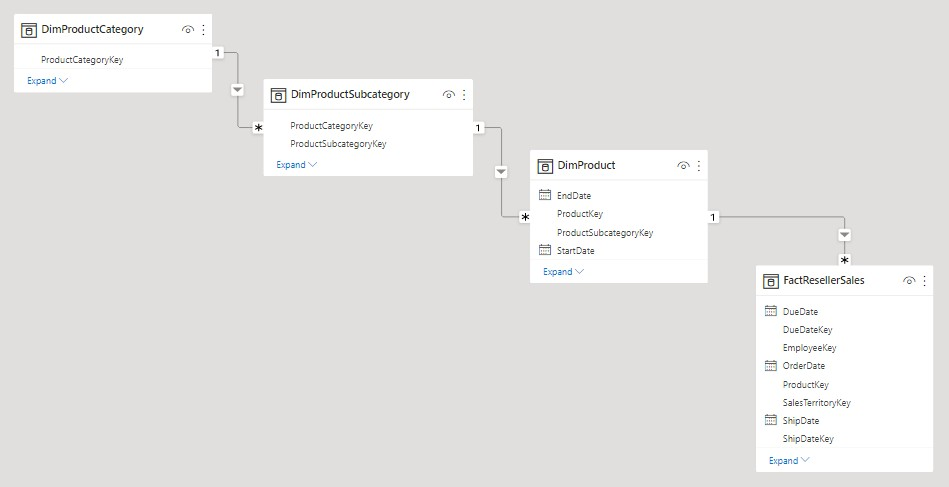 DimProductCategory
ProductCategoryKey
Expand
1
*
DimProductSubcategory
ProductCategoryKey
ProductSubcategoryKey
Expand
1
*
DimProduct
EndDate
ProductKey
ProductSubcategoryKey
StartDate
Expand
1
*
FactResellerSales
DueDate
DueDateKey
EmployeeKey
OrderDate
ProductKey
SalesTerritoryKey
ShipDate
ShipDateKey
Expand